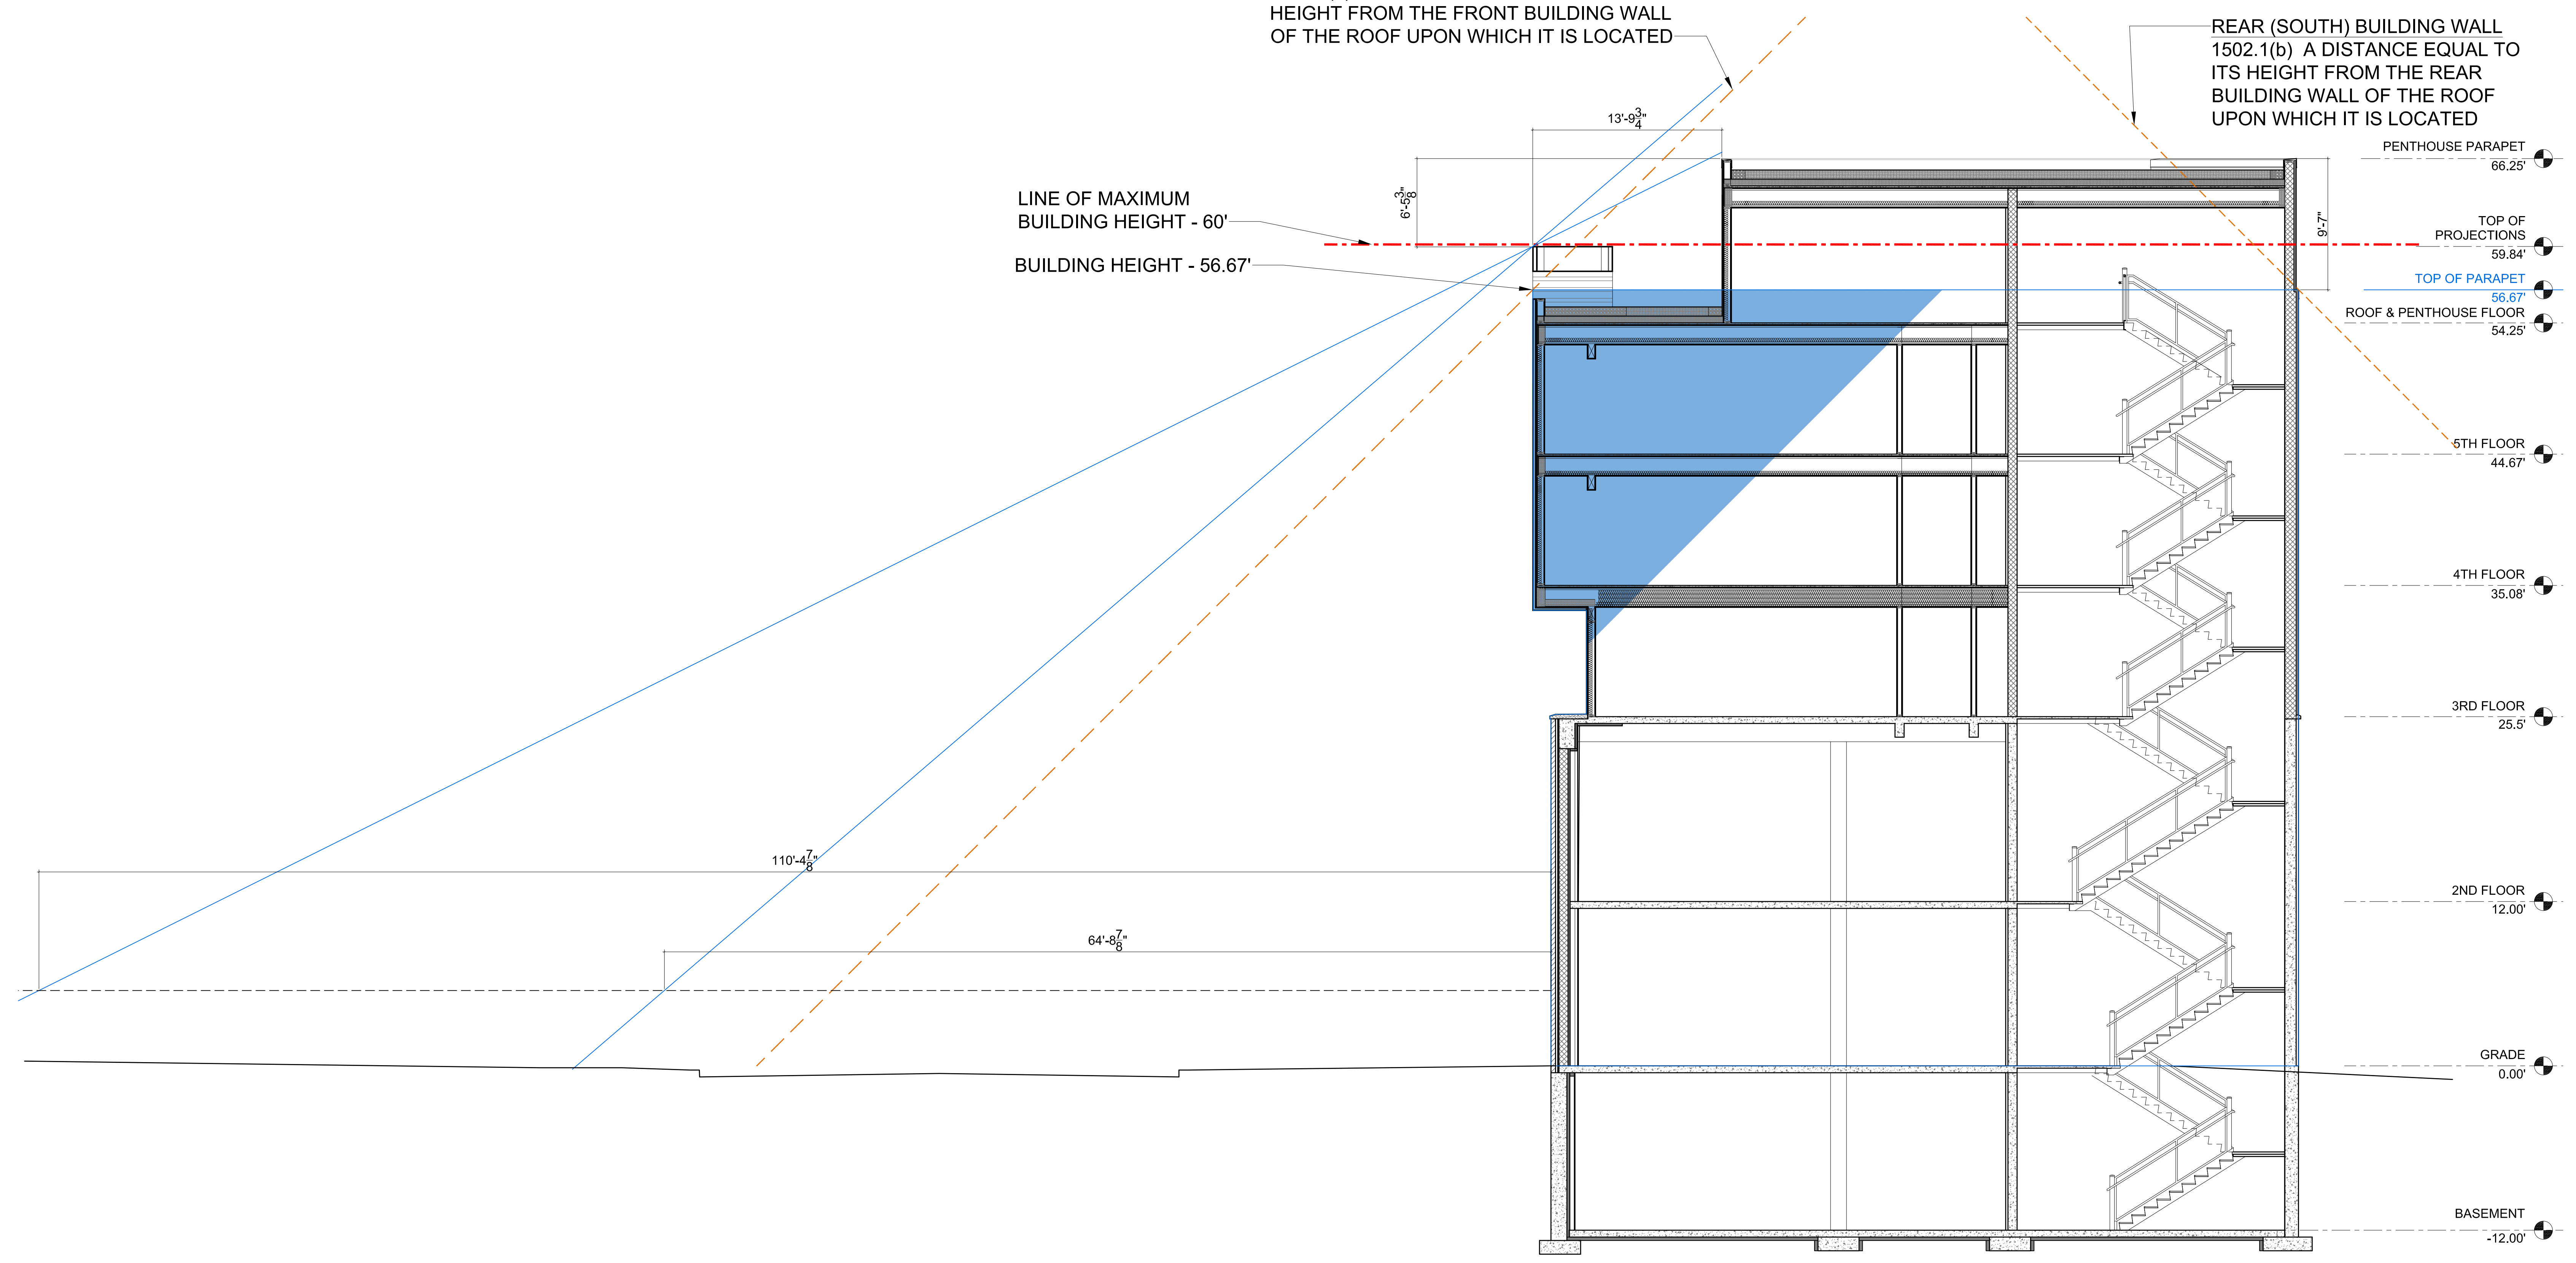 HEIGHT FROM THE FRONT BUILDING WALL
OF THE ROOF UPON WHICH IT IS LOCATED
REAR (SOUTH) BUILDING WALL
1502.1(b) A DISTANCE EQUAL TO
ITS HEIGHT FROM THE REAR
BUILDING WALL OF THE ROOF
UPON WHICH IT IS LOCATED
13'-9 3/4"
6'-5 3/8"
9'-7"
LINE OF MAXIMUM
BUILDING HEIGHT - 60'
BUILDING HEIGHT - 56.67'
PENTHOUSE PARAPET
66.25'
TOP OF
PROJECTIONS
59.84'
TOP OF PARAPET
56.67'
ROOF & PENTHOUSE FLOOR
54.25'
5TH FLOOR
44.67'
4TH FLOOR
35.08'
3RD FLOOR
25.5'
110'-4 7/8"
2ND FLOOR
12.00'
64'-8 7/8"
GRADE
0.00'
BASEMENT
-12.00'